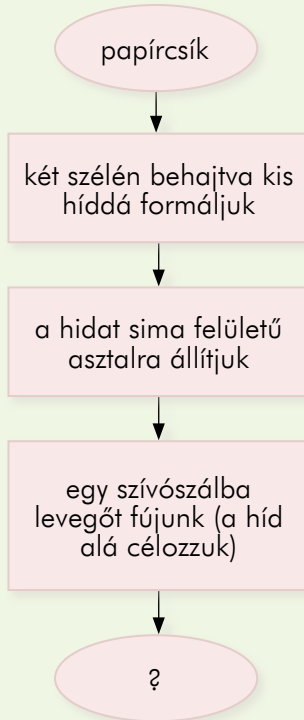 papírcsík
két szélén behajtva kis
híddá formáljuk
a hidat sima felületű
asztalra állítjuk
egy szívószálba
levegőt fújunk (a híd
alá célozzuk)
?